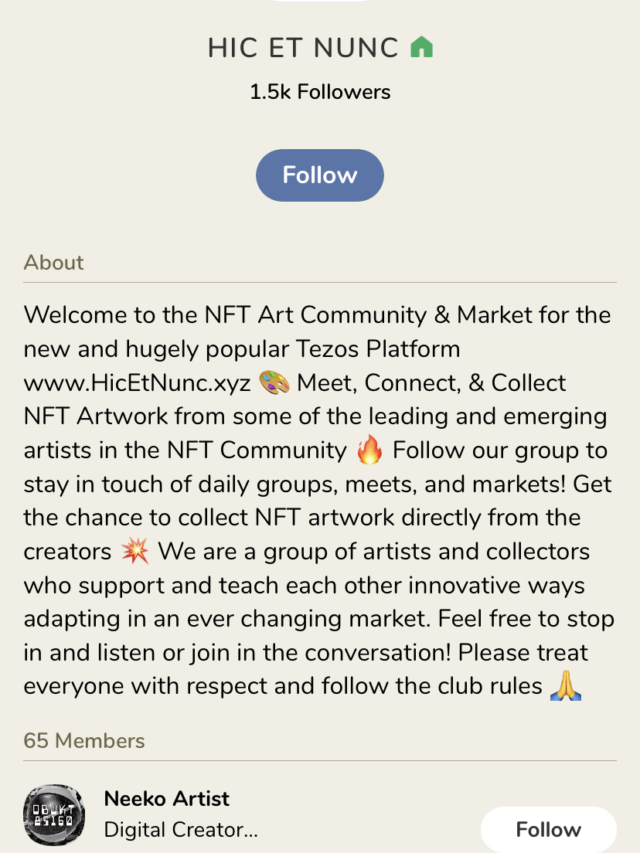 HIC ET NUNC
1.5k Followers
Follow
About
Welcome to the NFT Art Community & Market for the
new and hugely popular Tezos Platform
www.HicEtNunc.xyz 🎨 Meet, Connect, & Collect
NFT Artwork from some of the leading and emerging
artists in the NFT Community 🔥 Follow our group to
stay in touch of daily groups, meets, and markets! Get
the chance to collect NFT artwork directly from the
creators 💥 We are a group of artists and collectors
who support and teach each other innovative ways
adapting in an ever changing market. Feel free to stop
in and listen or join in the conversation! Please treat
everyone with respect and follow the club rules 🙏
65 Members
Neeko Artist
Digital Creator...
Follow